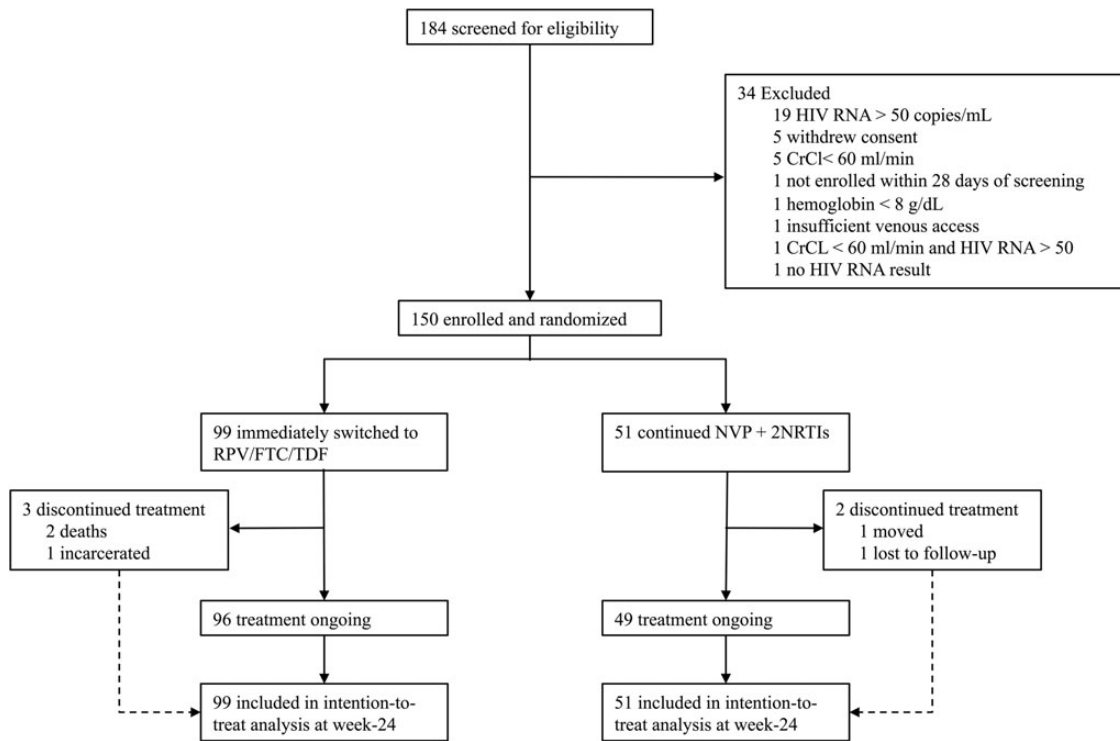 184 screened for eligibility
34 Excluded
19 HIV RNA > 50 copies/mL
5 withdrew consent
5 CrCl< 60 ml/min
1 not enrolled within 28 days of screening
1 hemoglobin < 8 g/dL
1 insufficient venous access
1 CrCL < 60 ml/min and HIV RNA > 50
1 no HIV RNA result
150 enrolled and randomized
99 immediately switched to
RPV/FTC/TDF
51 continued NVP + 2NRTIs
3 discontinued treatment
2 deaths
1 incarcerated
2 discontinued treatment
1 moved
1 lost to follow-up
96 treatment ongoing
49 treatment ongoing
99 included in intention-to-
treat analysis at week-24
51 included in intention-to-
treat analysis at week-24